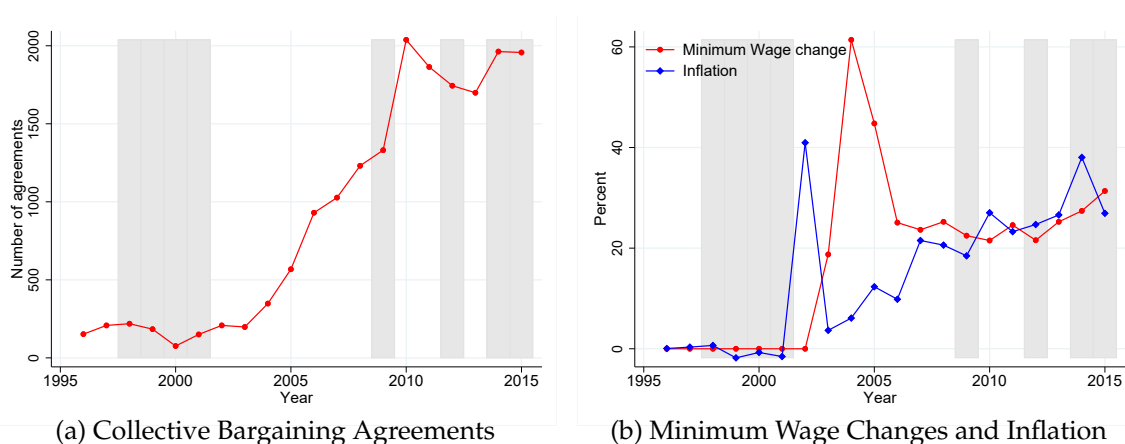 Number of agreements
2000
1500
1000
500
0
1995
2000
2005
2010
2015
Year
(a) Collective Bargaining Agreements
Minimum Wage change
Inflation
Percent
60
40
20
0
1995
2000
2005
2010
2015
Year
(b) Minimum Wage Changes and Inflation